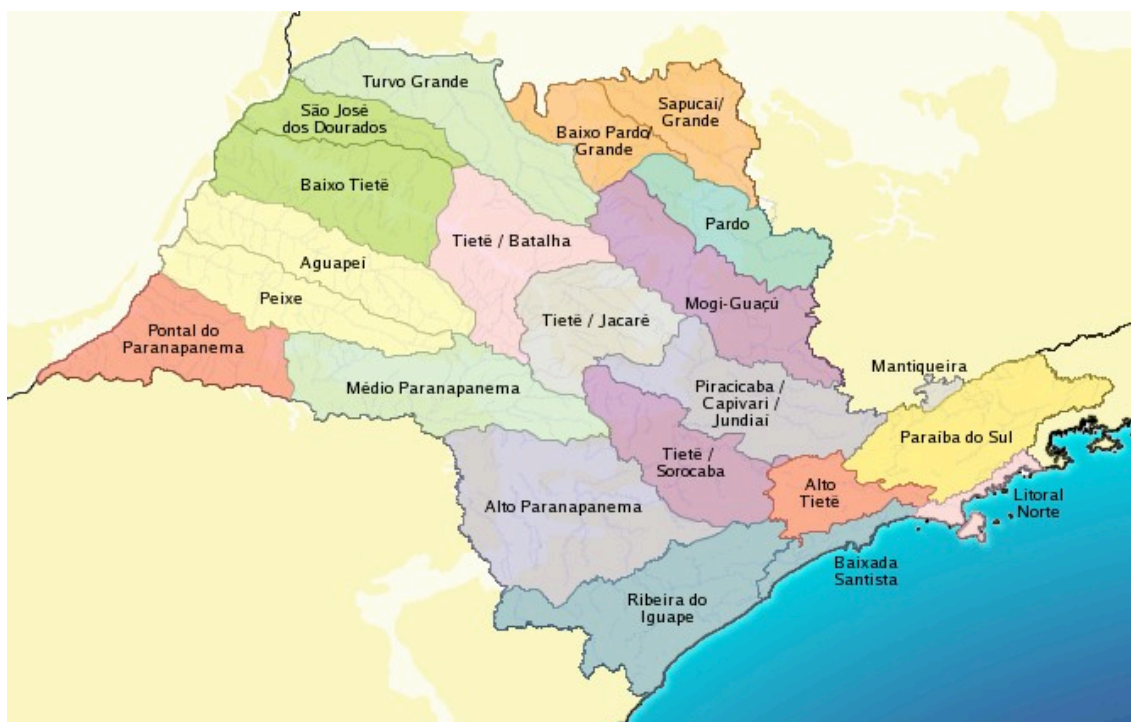 Turvo Grande
Sapucaí/
Grande
São José
dos Dourados
Baixo Pardo/
Grande
Baixo Tietê
Pardo
Tietê / Batalha
Aguapeí
Peixe
Mogi-Guaçú
Tietê / Jacaré
Pontal do
Paranapanema
Mantiqueira
Médio Paranapanema
Piracicaba /
Capivari /
Jundiaí
Paraíba do Sul
Tietê /
Sorocaba
Alto
Tietê
Litoral
Norte
Alto Paranapanema
Baixada
Santista
Ribeira do
Iguape